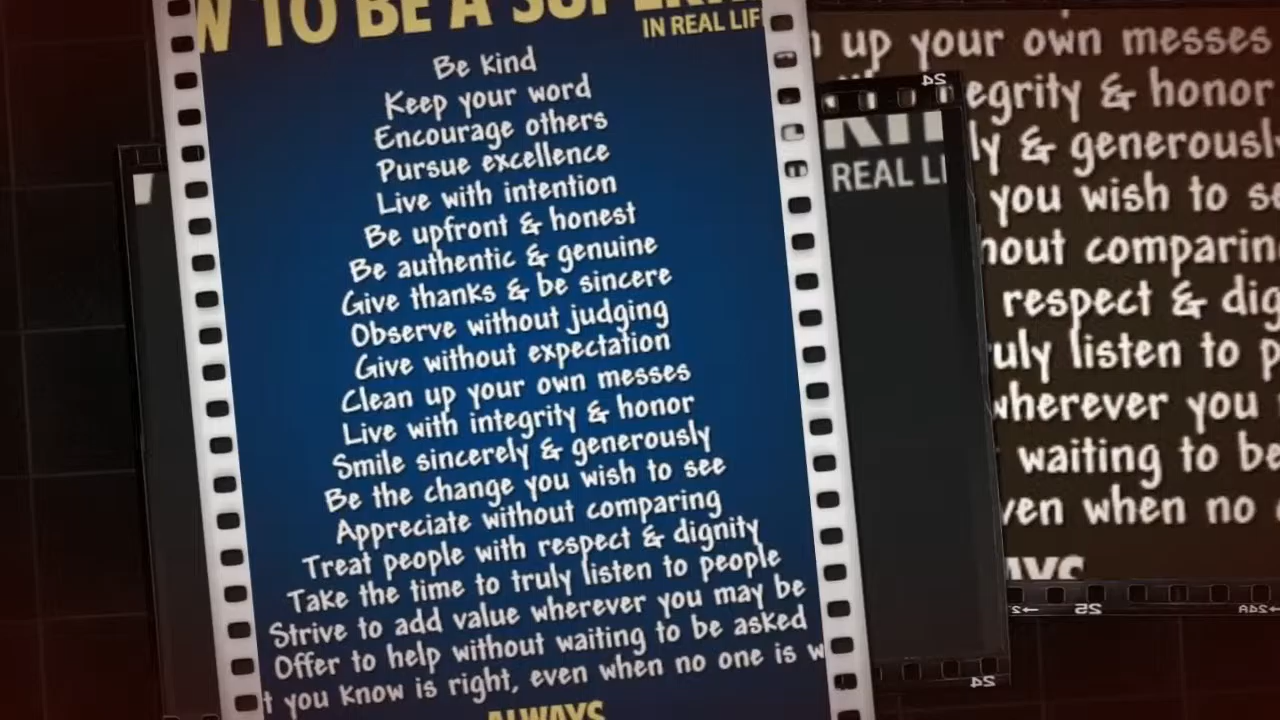 TO BE A
IN REAL LIF
Be kind
Keep your word
Encourage others
Pursue excellence
Live with intention
Be upfront & honest
Be authentic & genuine
Give thanks & be sincere
Observe without judging
Give without expectation
Clean up your own messes
Live with integrity & honor
Smile sincerely & generously
Be the change you wish to see
Appreciate without comparing
Treat people with respect & dignity
Take the time to truly listen to people
Strive to add value wherever you may be
Offer to help without waiting to be asked
you know is right, even when no one is
ALWAYS
24
REAL LI
24
up your own messes
egrity & honor
ly & generously
you wish to se
hout comparin
respect & dig
ruly listen to p
wherever you
waiting to be
ven when no
25
24